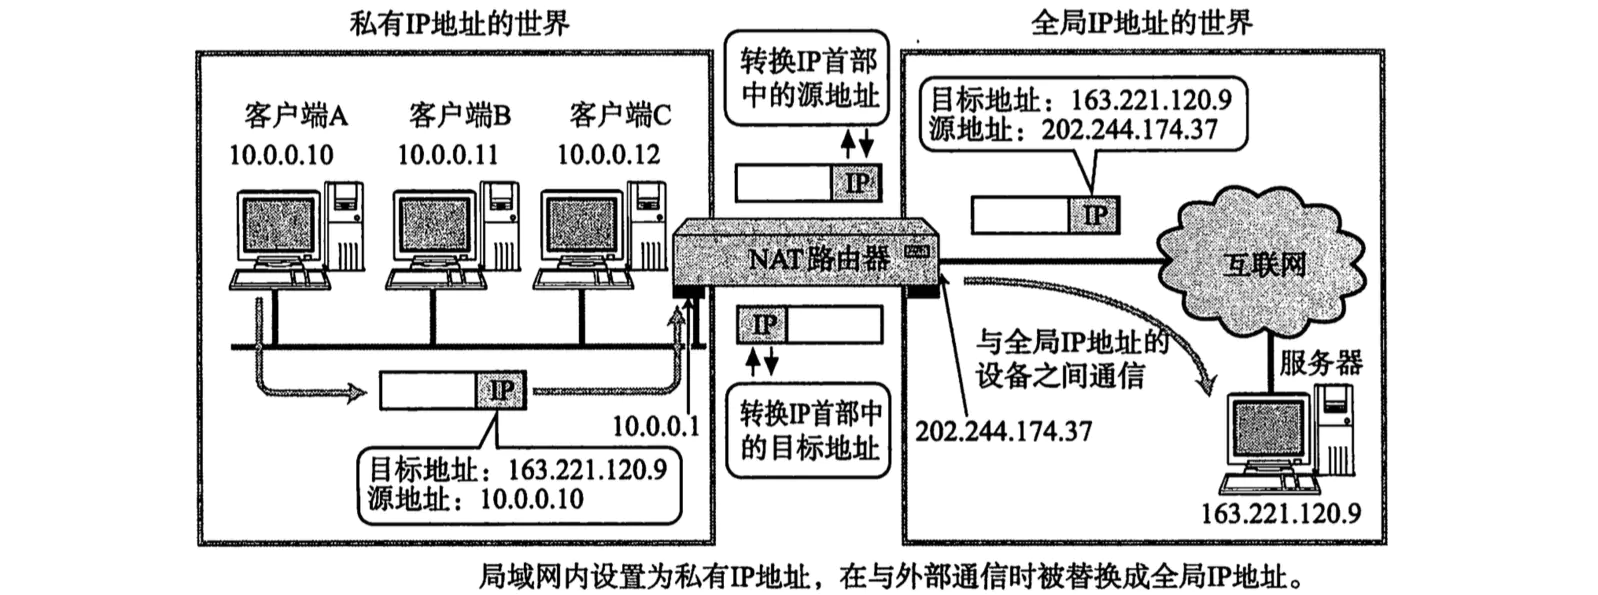 私有IP地址的世界
全局IP地址的世界
转换IP首部
中的源地址
目标地址：163.221.120.9
源地址：202.244.174.37
客户端A
10.0.0.10
客户端B
10.0.0.11
客户端C
10.0.0.12
IP
IP
NAT路由器
互联网
IP
与全局IP地址的
设备之间通信
服务器
IP
10.0.0.1
转换IP首部中
的目标地址
202.244.174.37
目标地址：163.221.120.9
源地址：10.0.0.10
163.221.120.9
局域网内设置为私有IP地址，在与外部通信时被替换成全局IP地址。